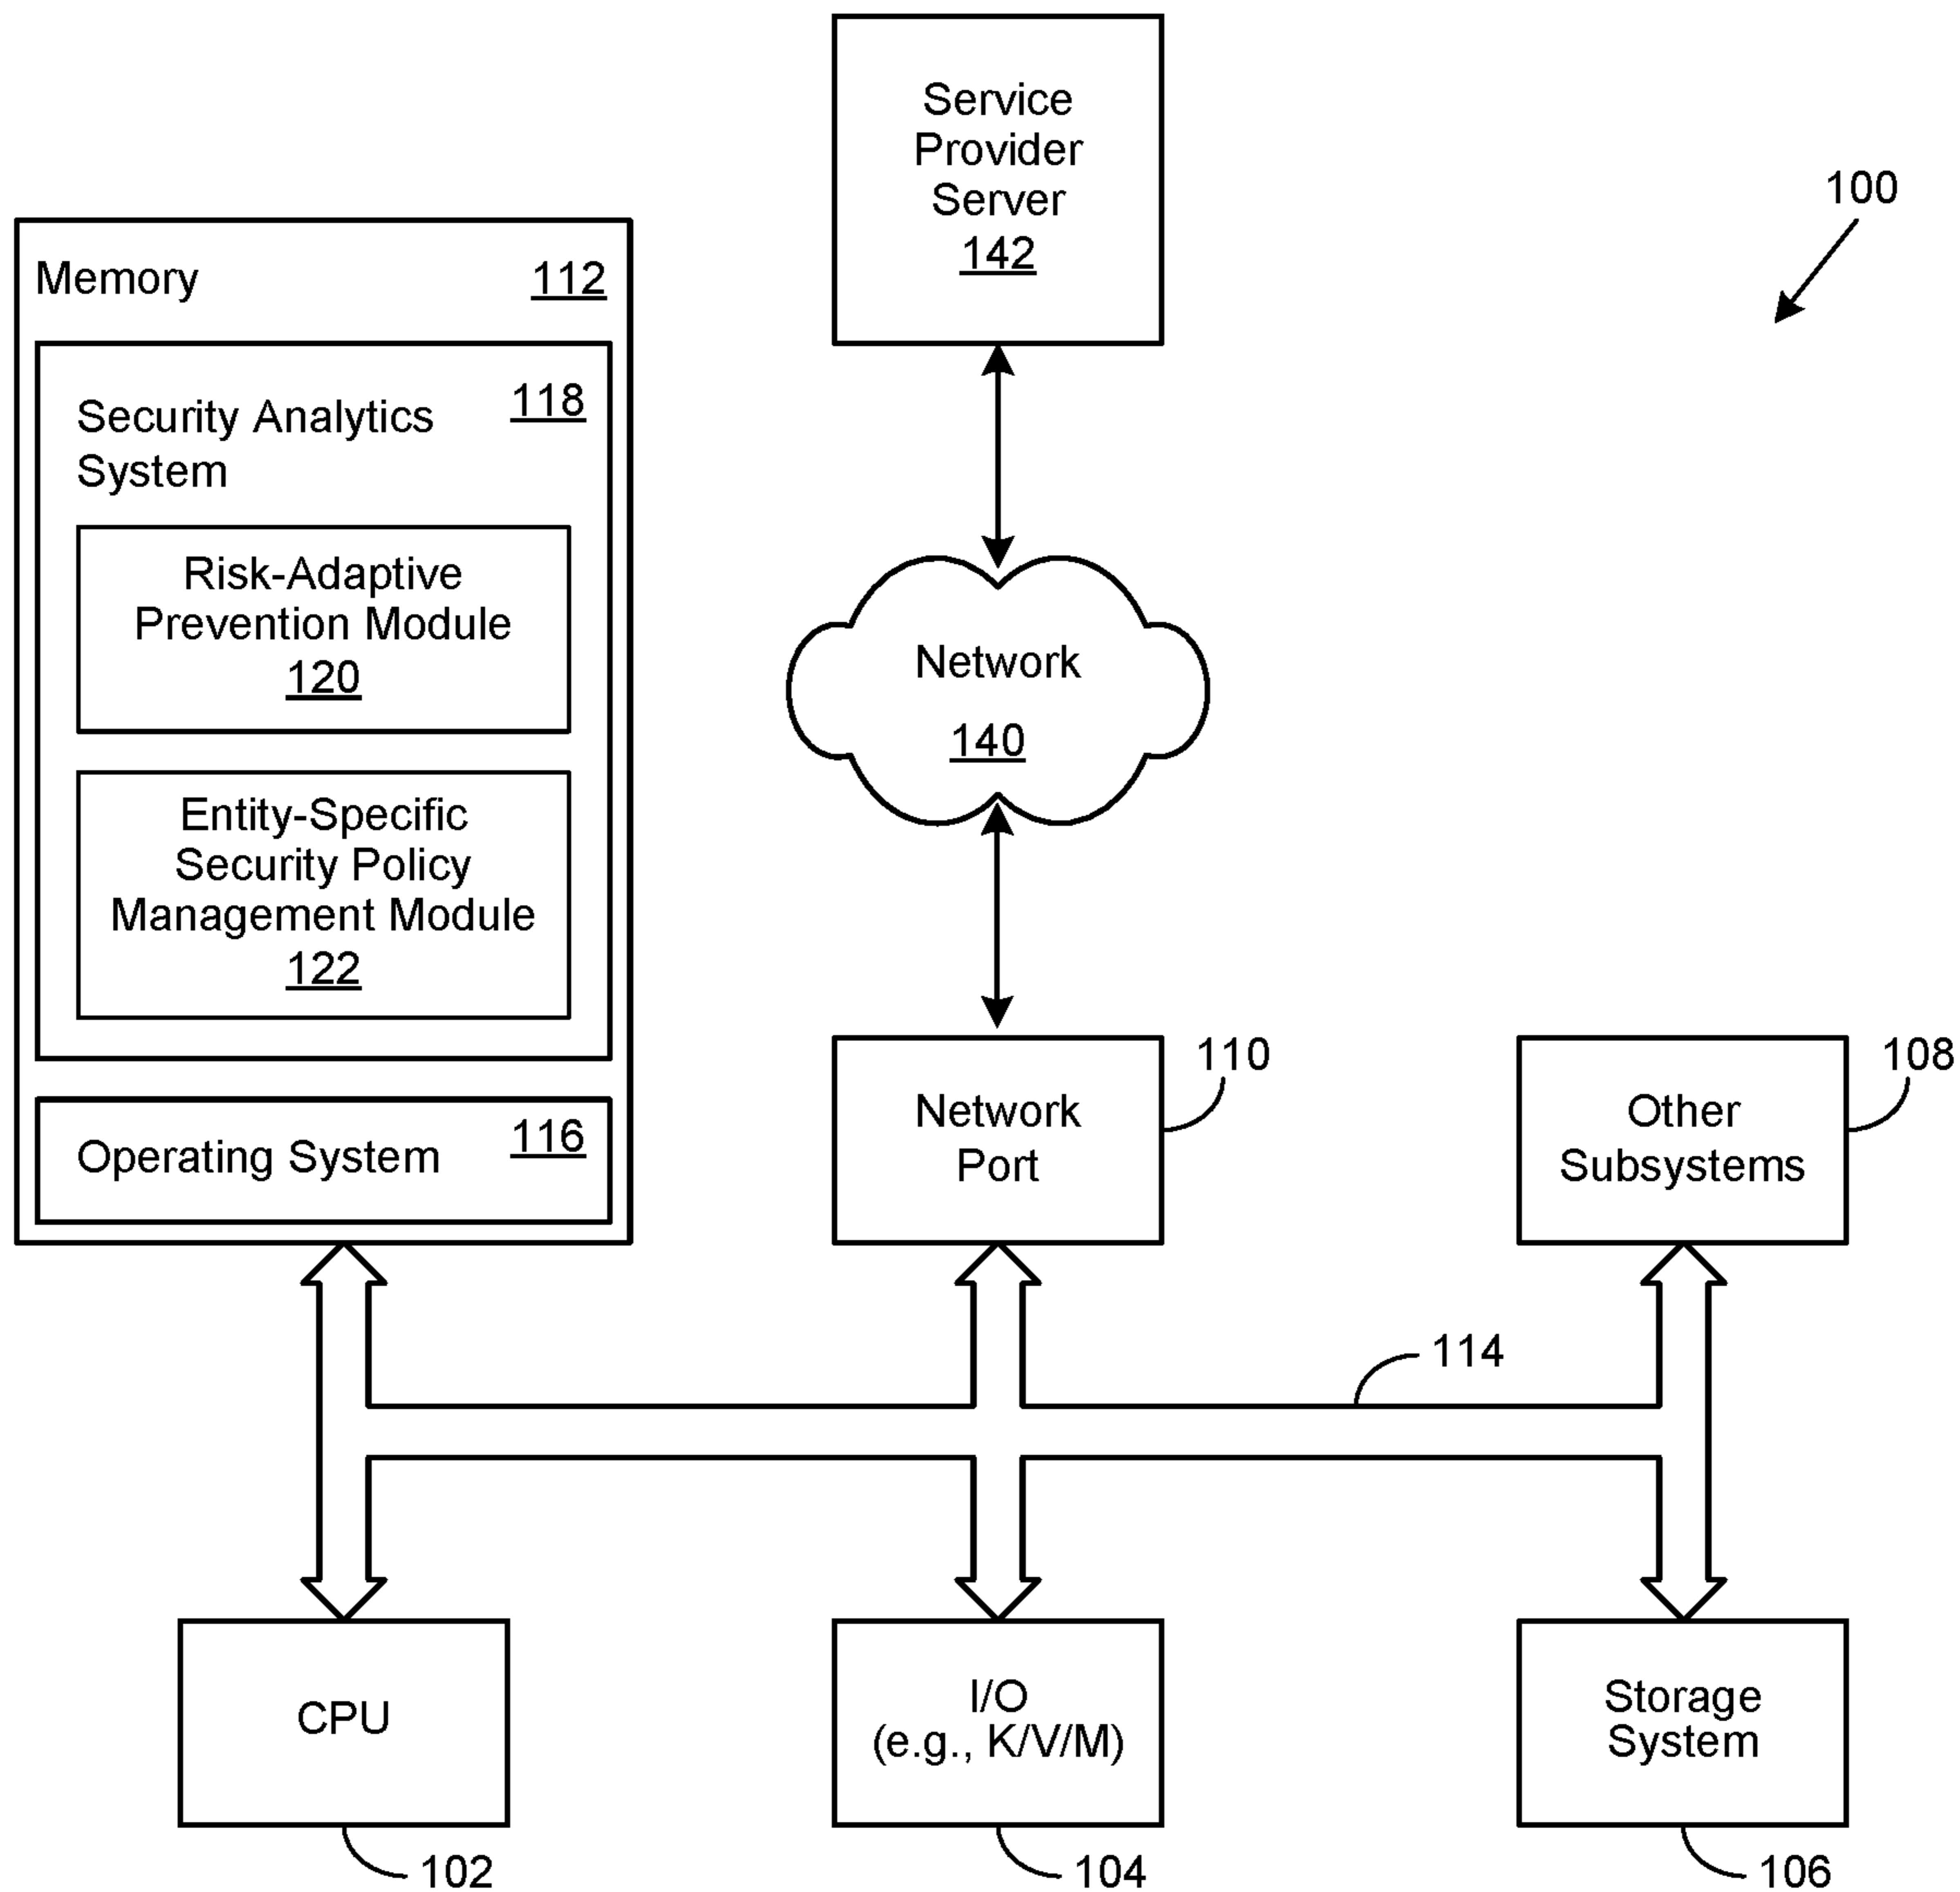 Service
Provider
Server
142
100
Memory
112
Security Analytics
System
118
Risk-Adaptive
Prevention Module
120
Entity-Specific
Security Policy
Management Module
122
Operating System
116
Network
140
Network
Port
110
Other
Subsystems
108
114
CPU
102
I/O
(e.g., K/V/M)
104
Storage
System
106